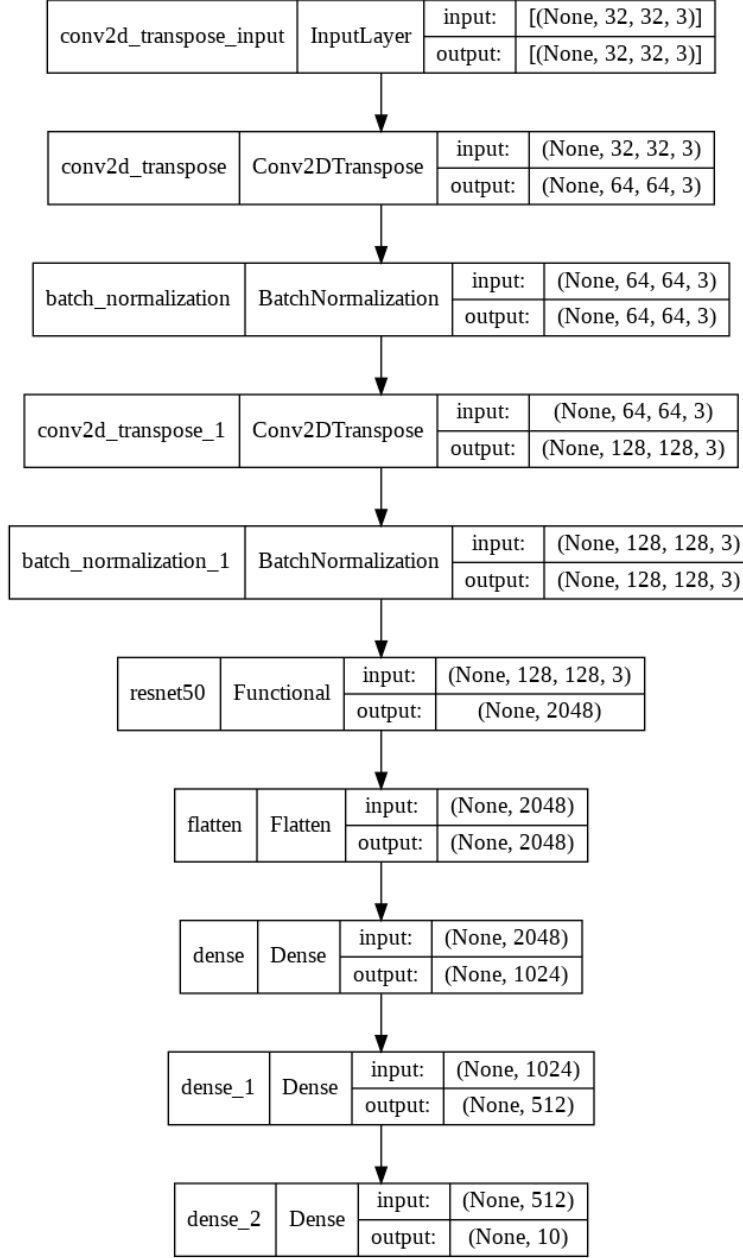 conv2d_transpose_input InputLayer input: [(None, 32, 32, 3)]
output: [(None, 32, 32, 3)]
conv2d_transpose Conv2DTranspose input: (None, 32, 32, 3)
output: (None, 64, 64, 3)
batch_normalization BatchNormalization input: (None, 64, 64, 3)
output: (None, 64, 64, 3)
conv2d_transpose_1 Conv2DTranspose input: (None, 64, 64, 3)
output: (None, 128, 128, 3)
batch_normalization_1 BatchNormalization input: (None, 128, 128, 3)
output: (None, 128, 128, 3)
resnet50 Functional input: (None, 128, 128, 3)
output: (None, 2048)
flatten Flatten input: (None, 2048)
output: (None, 2048)
dense Dense input: (None, 2048)
output: (None, 1024)
dense_1 Dense input: (None, 1024)
output: (None, 512)
dense_2 Dense input: (None, 512)
output: (None, 10)